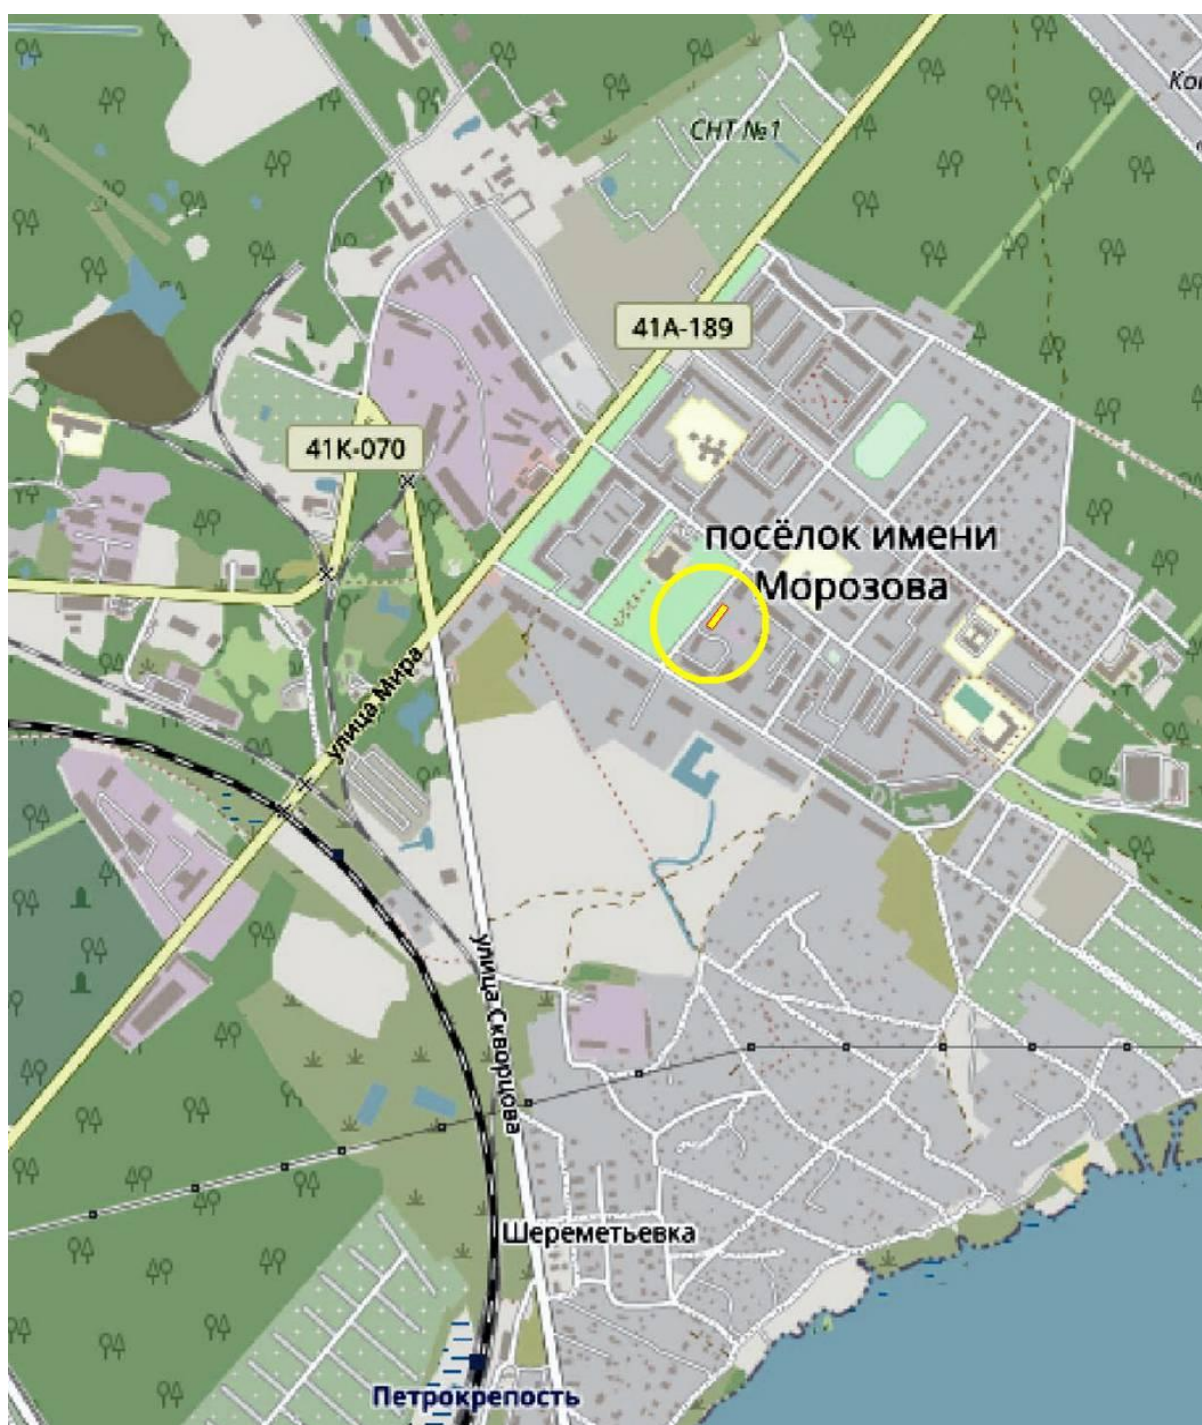 СНТ №1
41А-189
41К-070
посёлок имени
Морозова
улица Мира
улица Скворцова
Шереметьевка
Петрокрепость